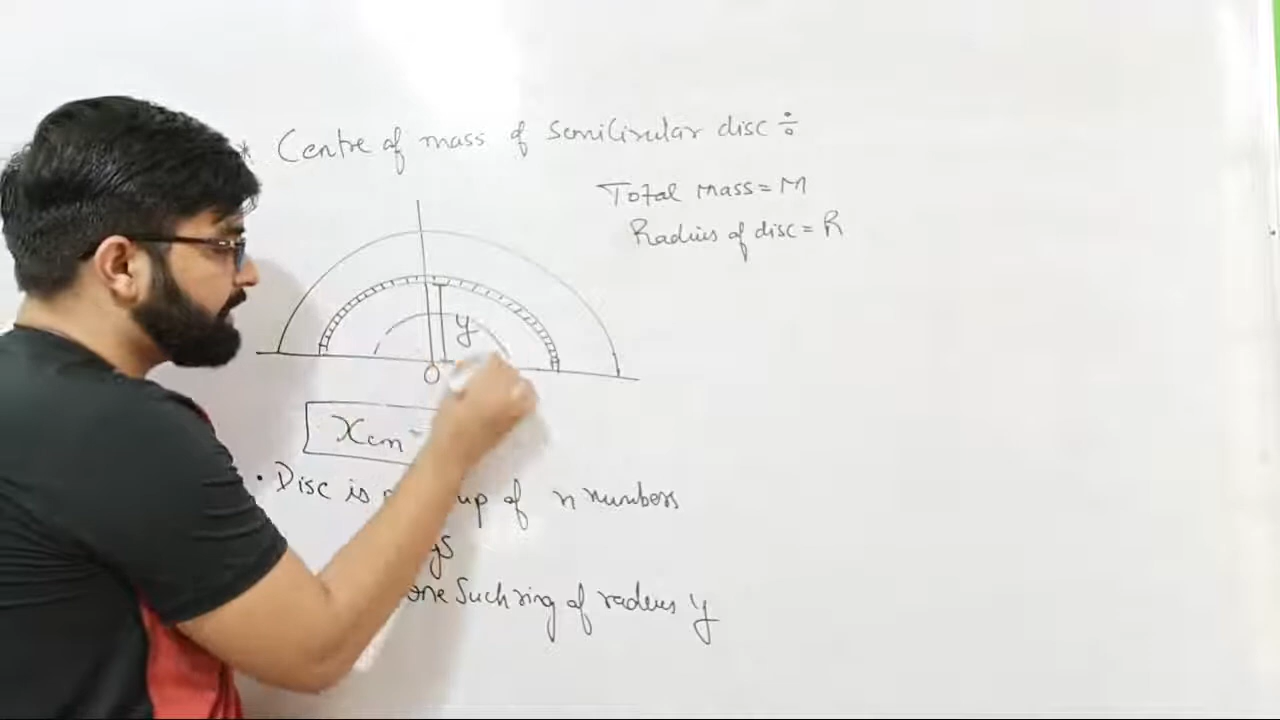 * Centre of mass of Semilirular disc ÷
Total mass = M
Radius of disc = R
y
O
Xcm
• Disc is up of n numbers
one Such ring of radius y